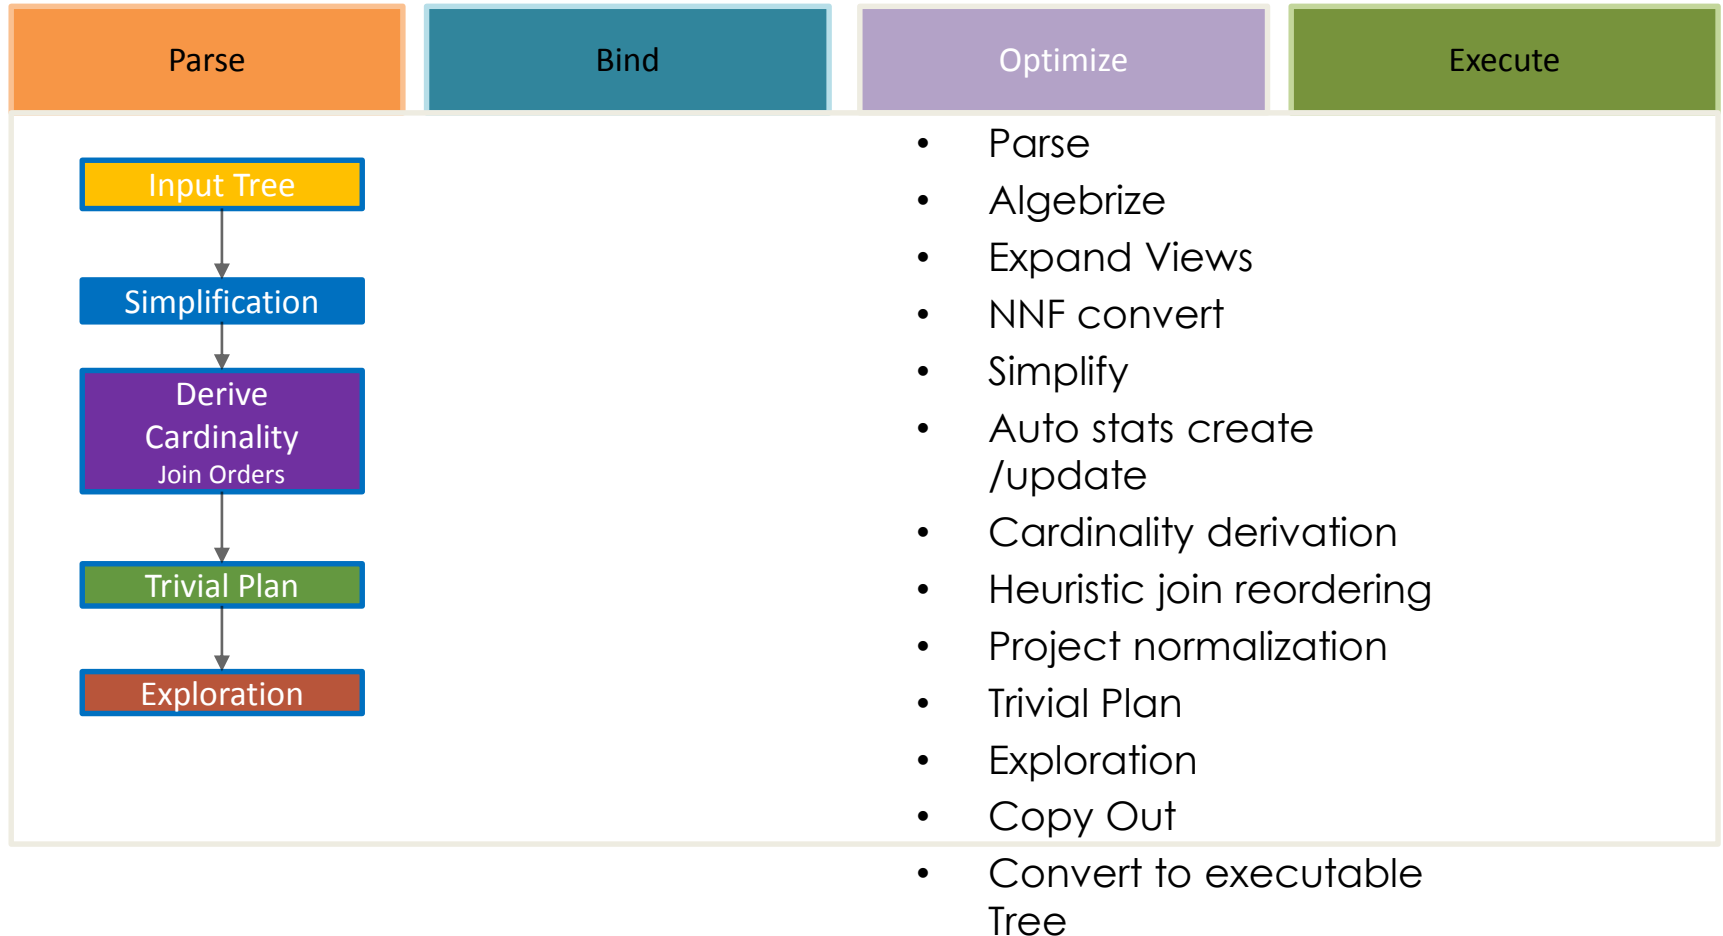 Parse
Bind
Optimize
Execute
Input Tree
Simplification
Derive
Cardinality
Join Orders
Trivial Plan
Exploration
• Parse
• Algebrize
• Expand Views
• NNF convert
• Simplify
• Auto stats create
/update
• Cardinality derivation
• Heuristic join reordering
• Project normalization
• Trivial Plan
• Exploration
• Copy Out
• Convert to executable
Tree